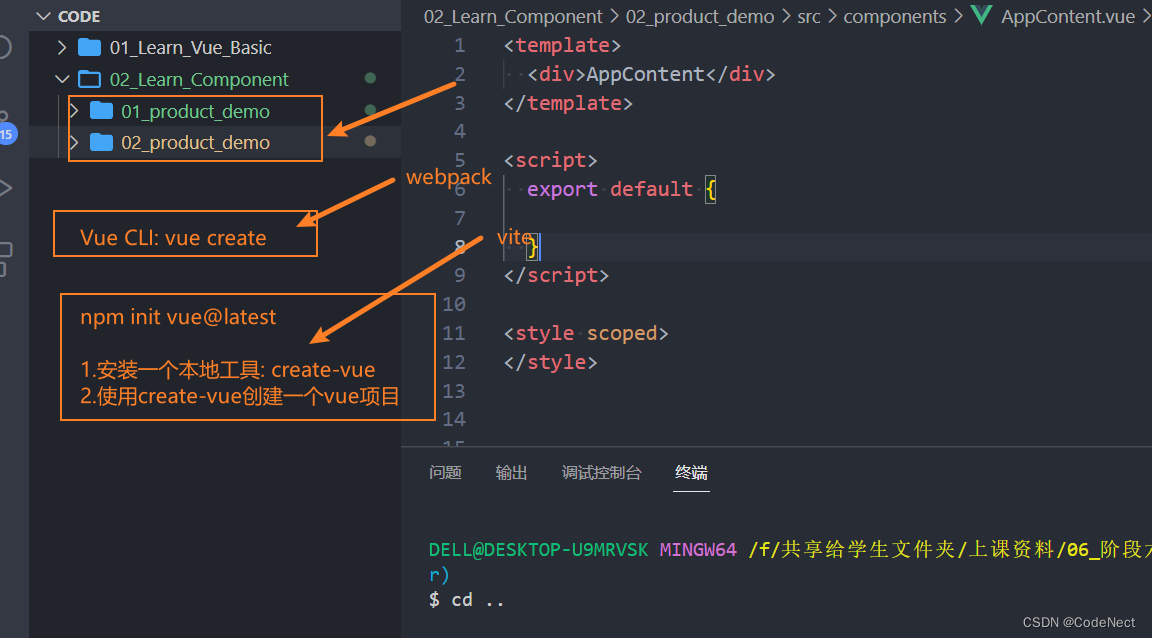 CODE
01_Learn_Vue_Basic
02_Learn_Component
01_product_demo
02_product_demo
15
webpack
Vue CLI: vue create
vite
npm init vue@latest
1.安装一个本地工具: create-vue
2.使用create-vue创建一个vue项目
02_Learn_Component > 02_product_demo > src > components > AppContent.vue >
1 <template>
2 <div>AppContent</div>
3 </template>
4
5 <script>
6 export default {
7
8 }
9 </script>
10
11 <style scoped>
12 </style>
13
14
15
问题 输出 调试控制台 终端
DELL@DESKTOP-U9MRVSK MINGW64 /f/共享给学生文件夹/上课资料/06_阶段
r)
$ cd ..
CSDN @CodeNect